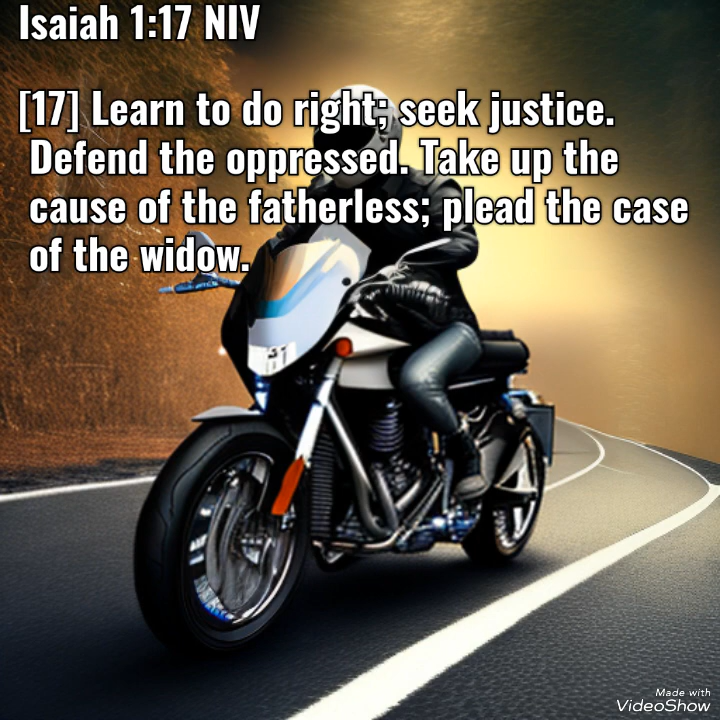 Isaiah 1:17 NIV
[17] Learn to do right; seek justice.
Defend the oppressed. Take up the
cause of the fatherless; plead the case
of the widow.
Made with
VideoShow